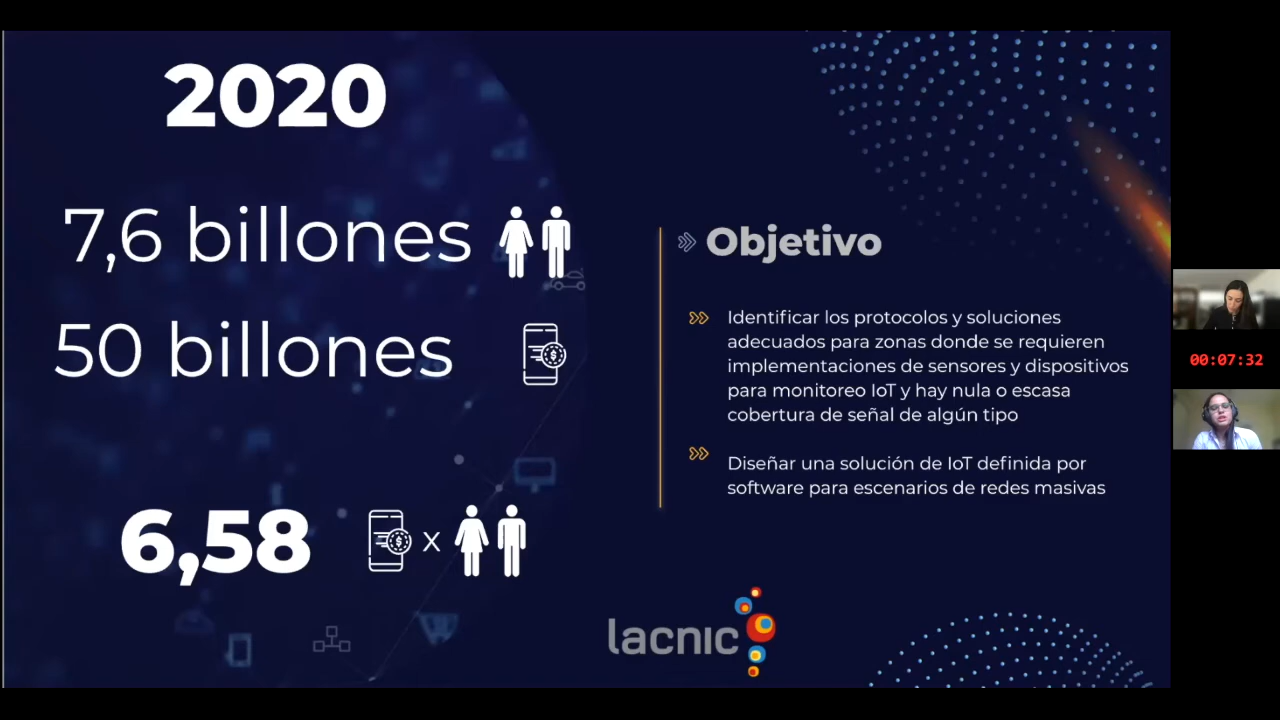 2020
7,6 billones
50 billones
6,58
X
Objetivo
Identificar los protocolos y soluciones
adecuados para zonas donde se requieren
implementaciones de sensores y dispositivos
para monitoreo IoT y hay nula o escasa
cobertura de señal de algún tipo
Diseñar una solución de IoT definida por
software para escenarios de redes masivas
lacnic
00:07:32